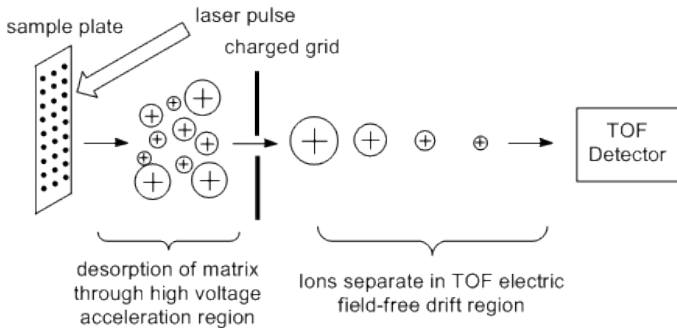 laser pulse
sample plate
charged grid
TOF
Detector
desorption of matrix
through high voltage
acceleration region
Ions separate in TOF electric
field-free drift region